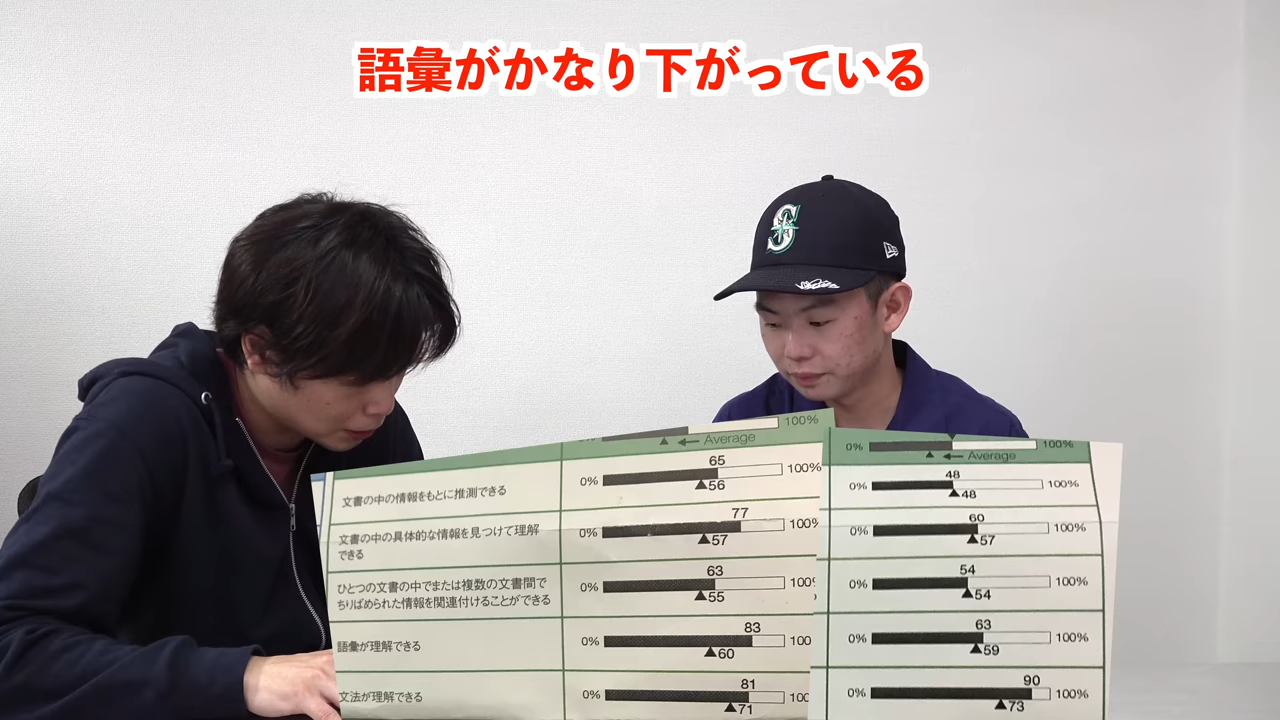 語彙がかなり下がっている
100%
← Average
文書の中の情報をもとに推測できる
0% 65 100%
▲56
文書の中の具体的な情報を見つけて理解
できる
0% 77 100%
▲57
ひとつの文書の中でまたは複数の文書間で
ちりばめられた情報を関連付けることができる
0% 63 100%
▲55
語彙が理解できる
0% 83 100
▲60
文法が理解できる
0% 81 100
▲71
0% 100%
▲ ← Average
0% 48 100%
▲48
0% 60 100%
▲57
0% 54 100%
▲54
0% 63 100%
▲59
0% 90 100%
▲73
S